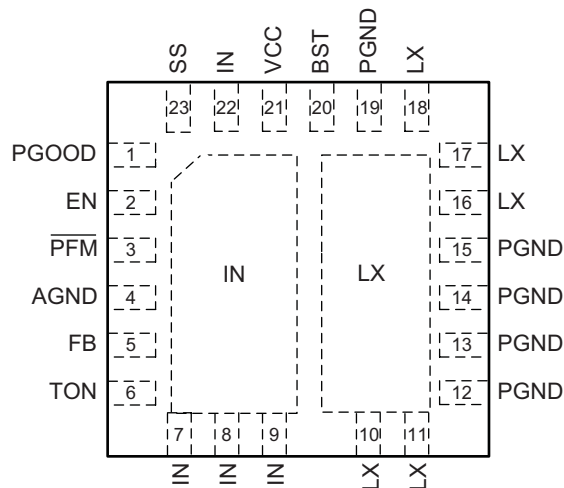 SS IN VCC BST PGND LX
23 22 21 20 19 18
PGOOD 1 17 LX
EN 2 16 LX
P̅F̅M̅ 3 15 PGND
IN LX
AGND 4 14 PGND
FB 5 13 PGND
TON 6 12 PGND
7 8 9 10 11
IN IN IN LX LX